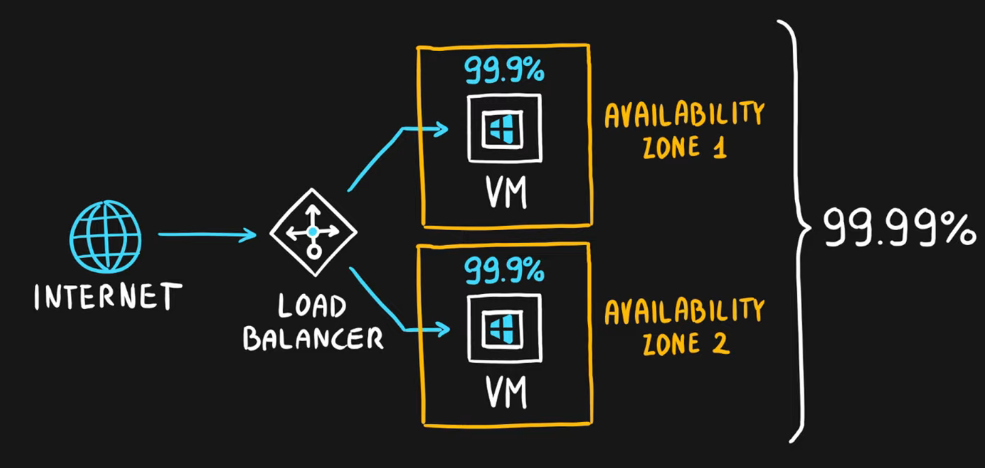 99.9%
VM
AVAILABILITY
ZONE 1
INTERNET
LOAD
BALANCER
99.9%
VM
AVAILABILITY
ZONE 2
99.99%